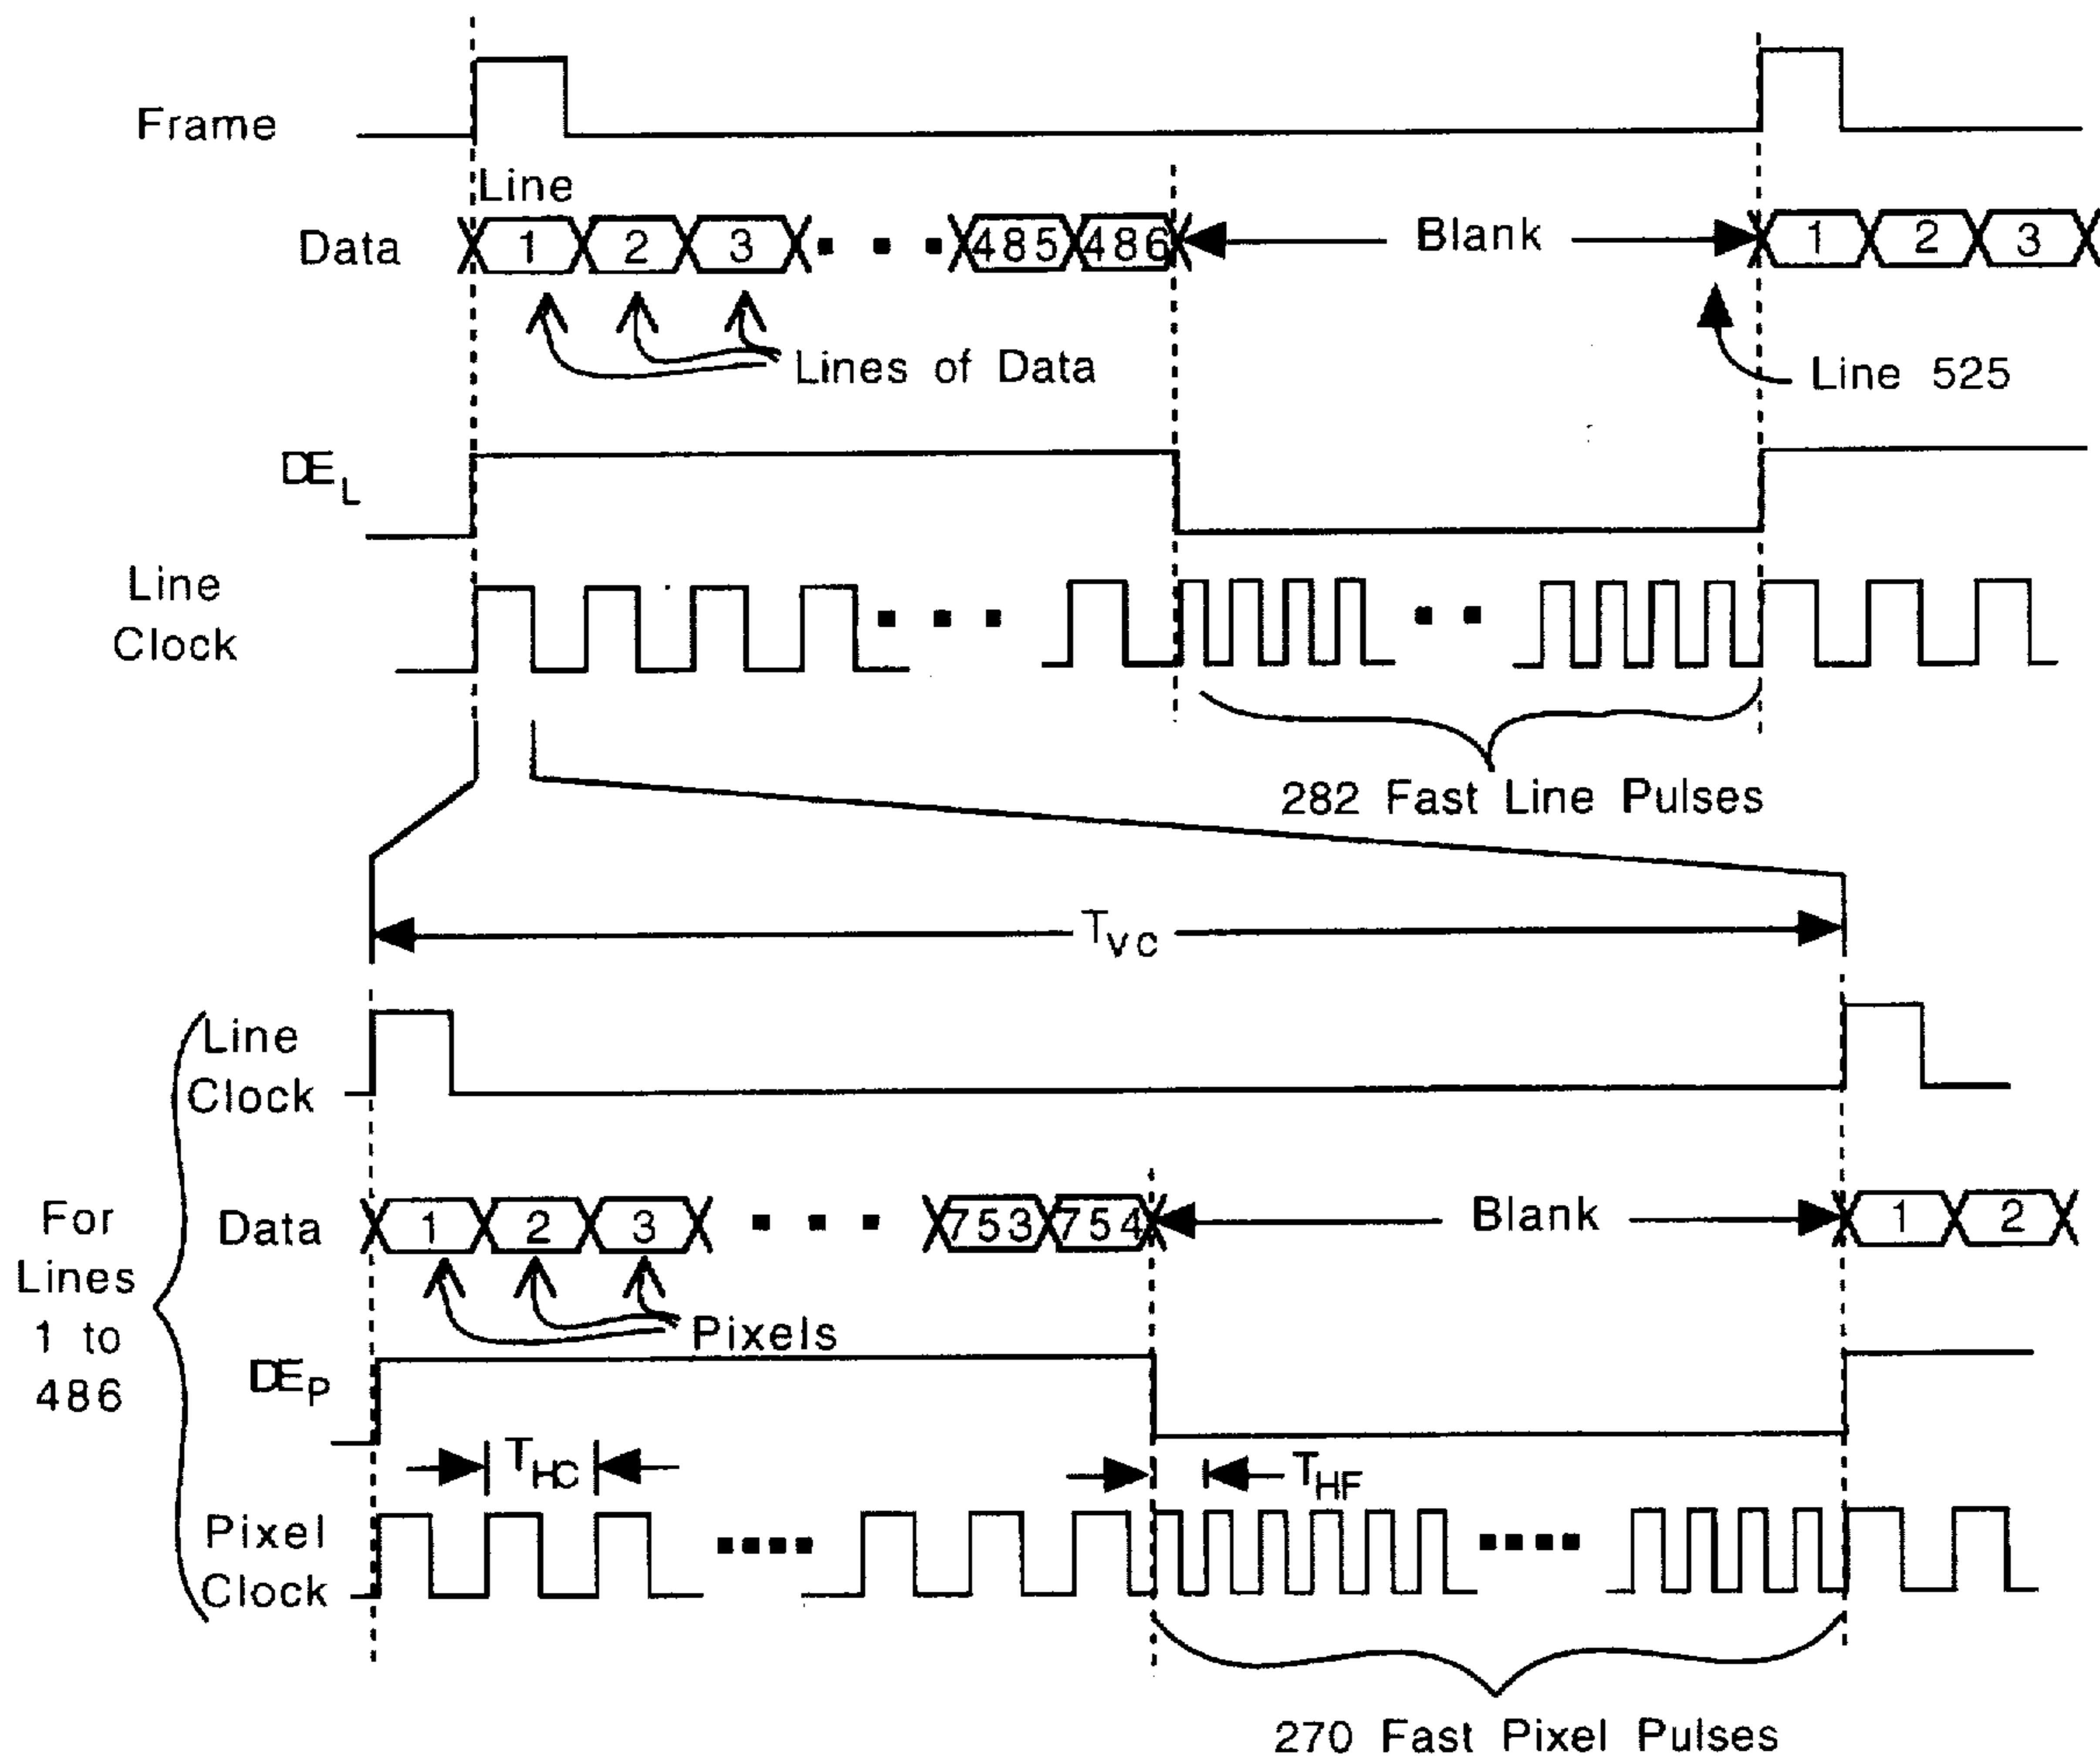 Frame
Line
Data 1 2 3 485 486 Blank 1 2 3
Lines of Data
Line 525
DEL
Line
Clock
282 Fast Line Pulses
TVC
Line
Clock
For
Lines
1 to
486
Data 1 2 3 753 754 Blank 1 2
Pixels
DEP
THC
THF
Pixel
Clock
270 Fast Pixel Pulses